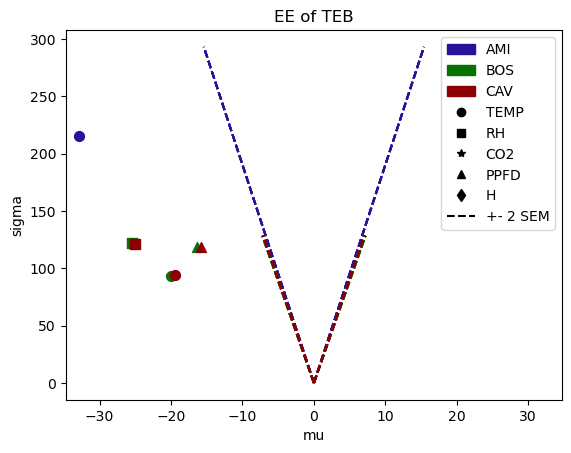 EE of TEB
300
250
200
150
100
50
0
sigma
−30
−20
−10
0
10
20
30
mu
AMI
BOS
CAV
TEMP
RH
CO2
PPFD
H
+- 2 SEM